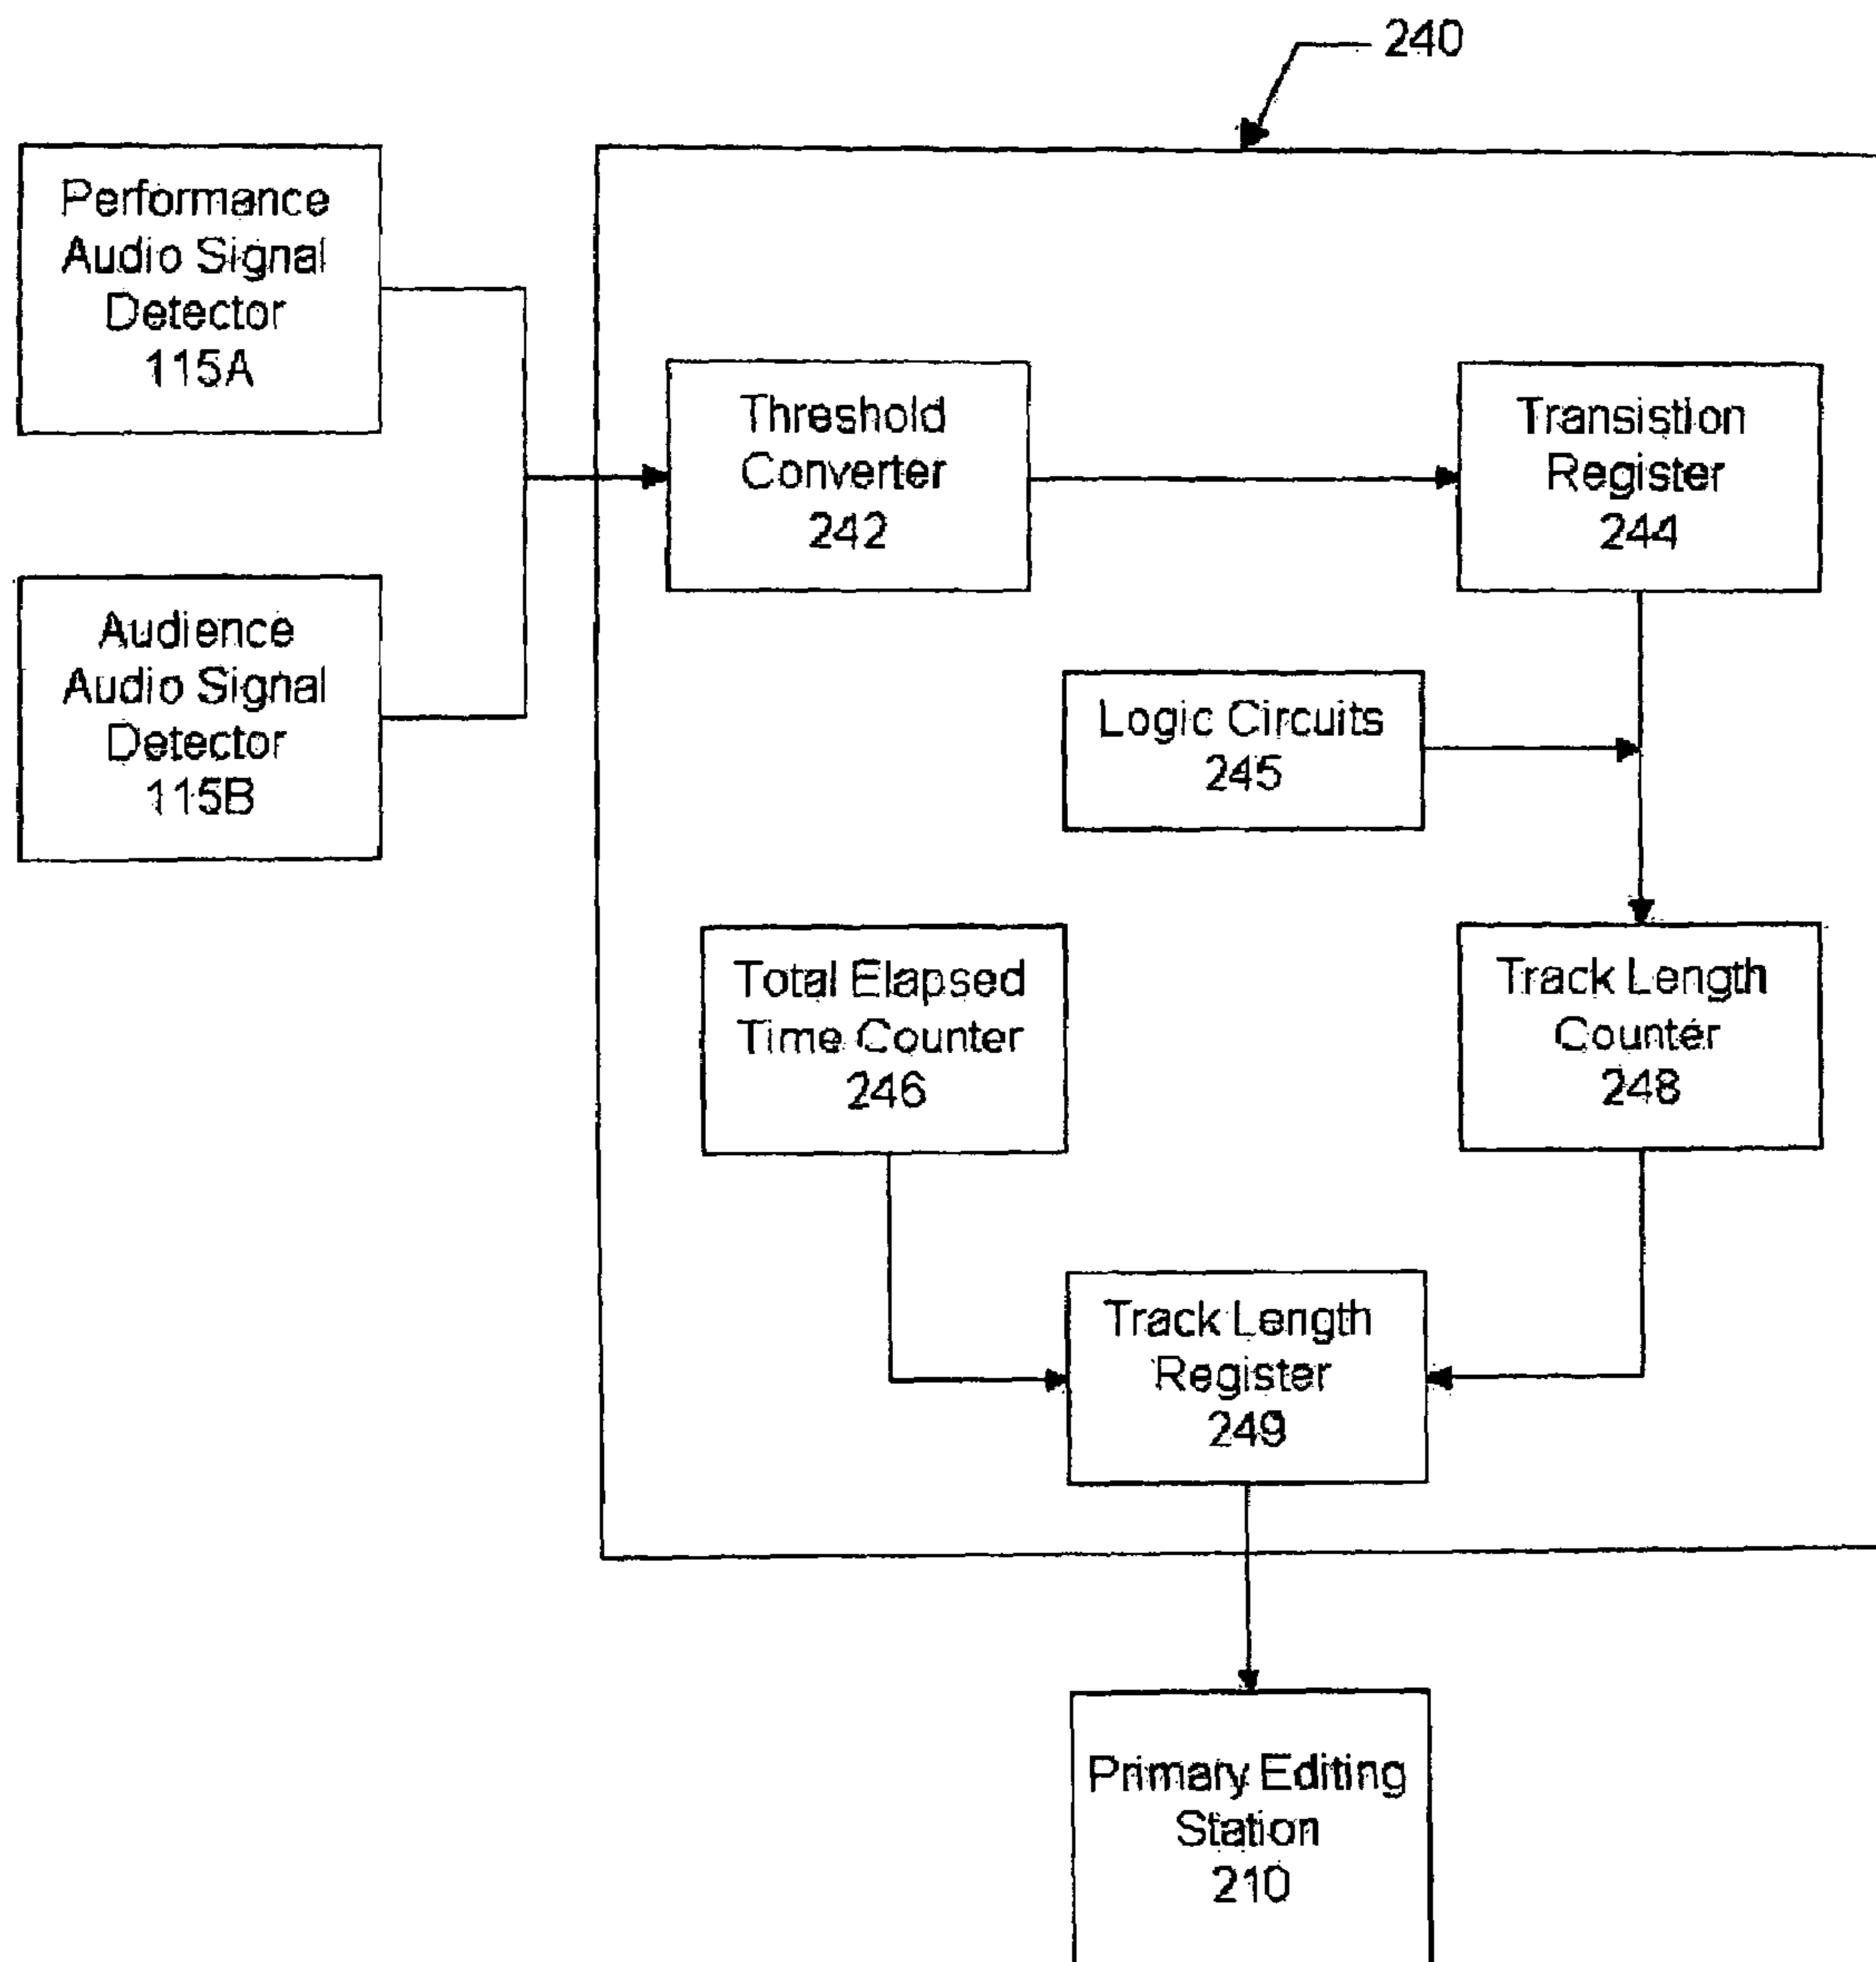 240
Performance
Audio Signal
Detector
115A
Threshold
Converter
242
Transistion
Register
244
Audience
Audio Signal
Detector
115B
Logic Circuits
245
Total Elapsed
Time Counter
246
Track Length
Counter
248
Track Length
Register
249
Primary Editing
Station
210